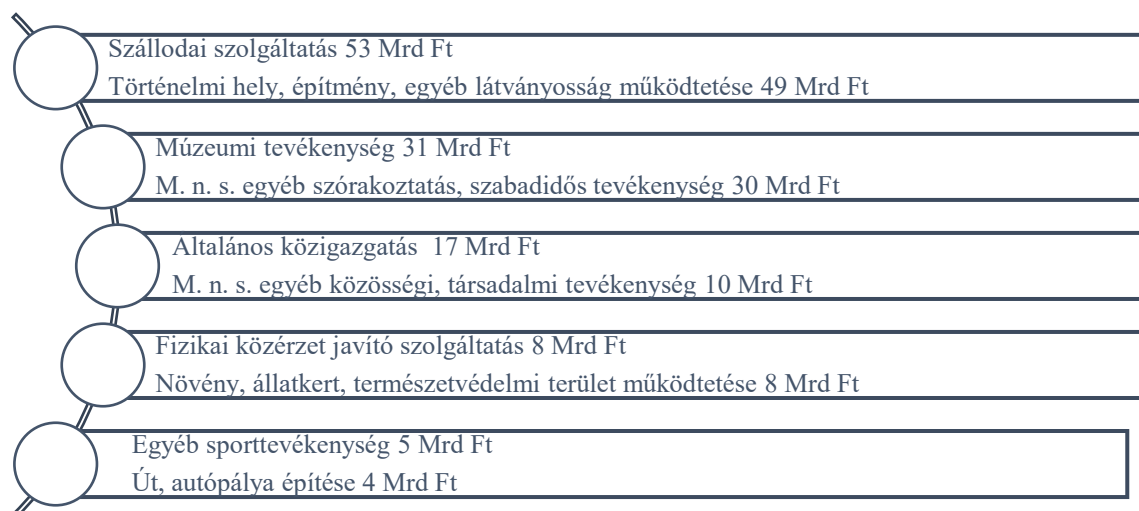 Szállodai szolgáltatás 53 Mrd Ft
Történelmi hely, építmény, egyéb látványosság működtetése 49 Mrd Ft
Múzeumi tevékenység 31 Mrd Ft
M. n. s. egyéb szórakoztatás, szabadidős tevékenység 30 Mrd Ft
Általános közigazgatás 17 Mrd Ft
M. n. s. egyéb közösségi, társadalmi tevékenység 10 Mrd Ft
Fizikai közérzet javító szolgáltatás 8 Mrd Ft
Növény, állatkert, természetvédelmi terület működtetése 8 Mrd Ft
Egyéb sporttevékenység 5 Mrd Ft
Út, autópálya építése 4 Mrd Ft